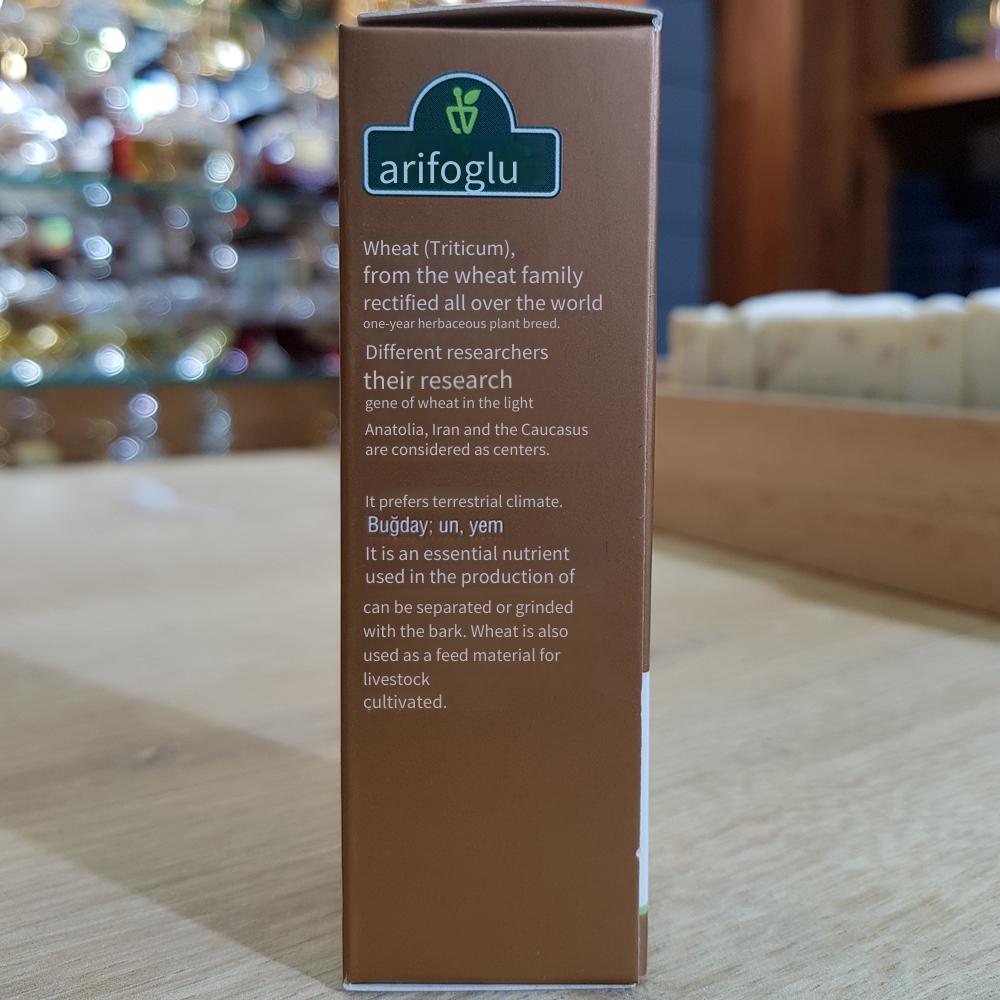 arifoglu
Wheat (Triticum),
from the wheat family
rectified all over the world
one-year herbaceous plant breed.
Different researchers
their research
gene of wheat in the light
Anatolia, Iran and the Caucasus
are considered as centers.
It prefers terrestrial climate.
Buğday; un, yem
It is an essential nutrient
used in the production of
can be separated or grinded
with the bark. Wheat is also
used as a feed material for
livestock
cultivated.